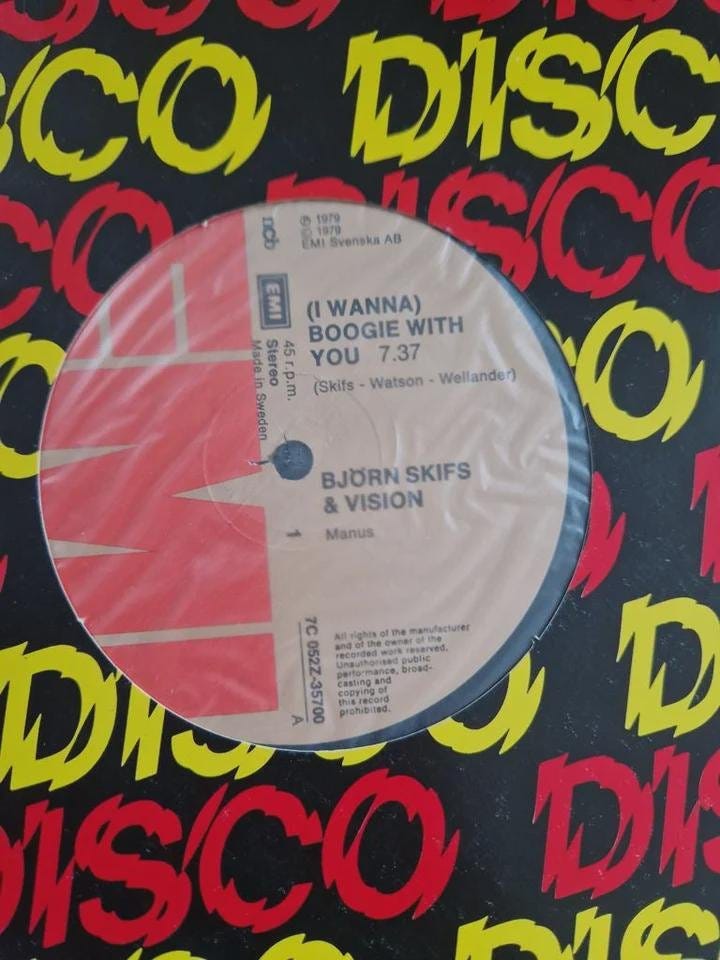 DISCO DISCO
DISCO DISCO
ncb
℗ 1979
© 1979
EMI Svenska AB
EMI
45 r.p.m.
Stereo
Made in Sweden
(I WANNA)
BOOGIE WITH
YOU 7.37
(Skifs - Watson - Wellander)
BJÖRN SKIFS
& VISION
1
Manus
7C 052Z-35700
A
All rights of the manufacturer
and of the owner of the
recorded work reserved.
Unauthorised public
performance, broad-
casting and
copying of
this record
prohibited.
EMI
DISCO DISCO
DISCO DISCO